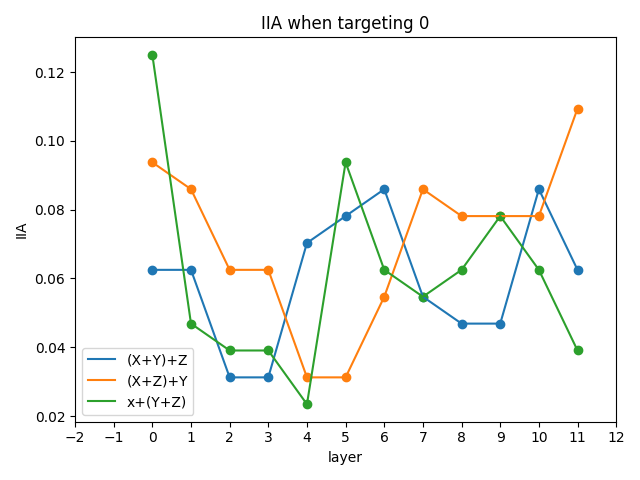 IIA when targeting 0
IIA
0.12
0.10
0.08
0.06
0.04
0.02
(X+Y)+Z
(X+Z)+Y
x+(Y+Z)
−2 −1 0 1 2 3 4 5 6 7 8 9 10 11 12
layer